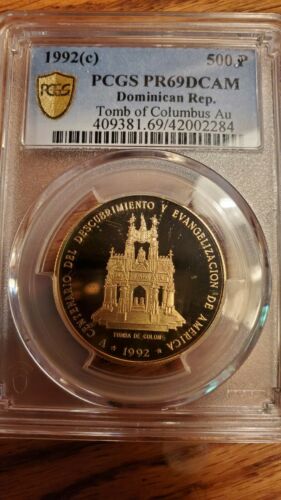 1992(c) 500 P
PCGS PR69DCAM
Dominican Rep.
Tomb of Columbus Au
409381.69/42002284
PCGS
V CENTENARIO DEL DESCUBRIMIENTO Y EVANGELIZACION DE AMERICA
TUMBA DE COLON
1992